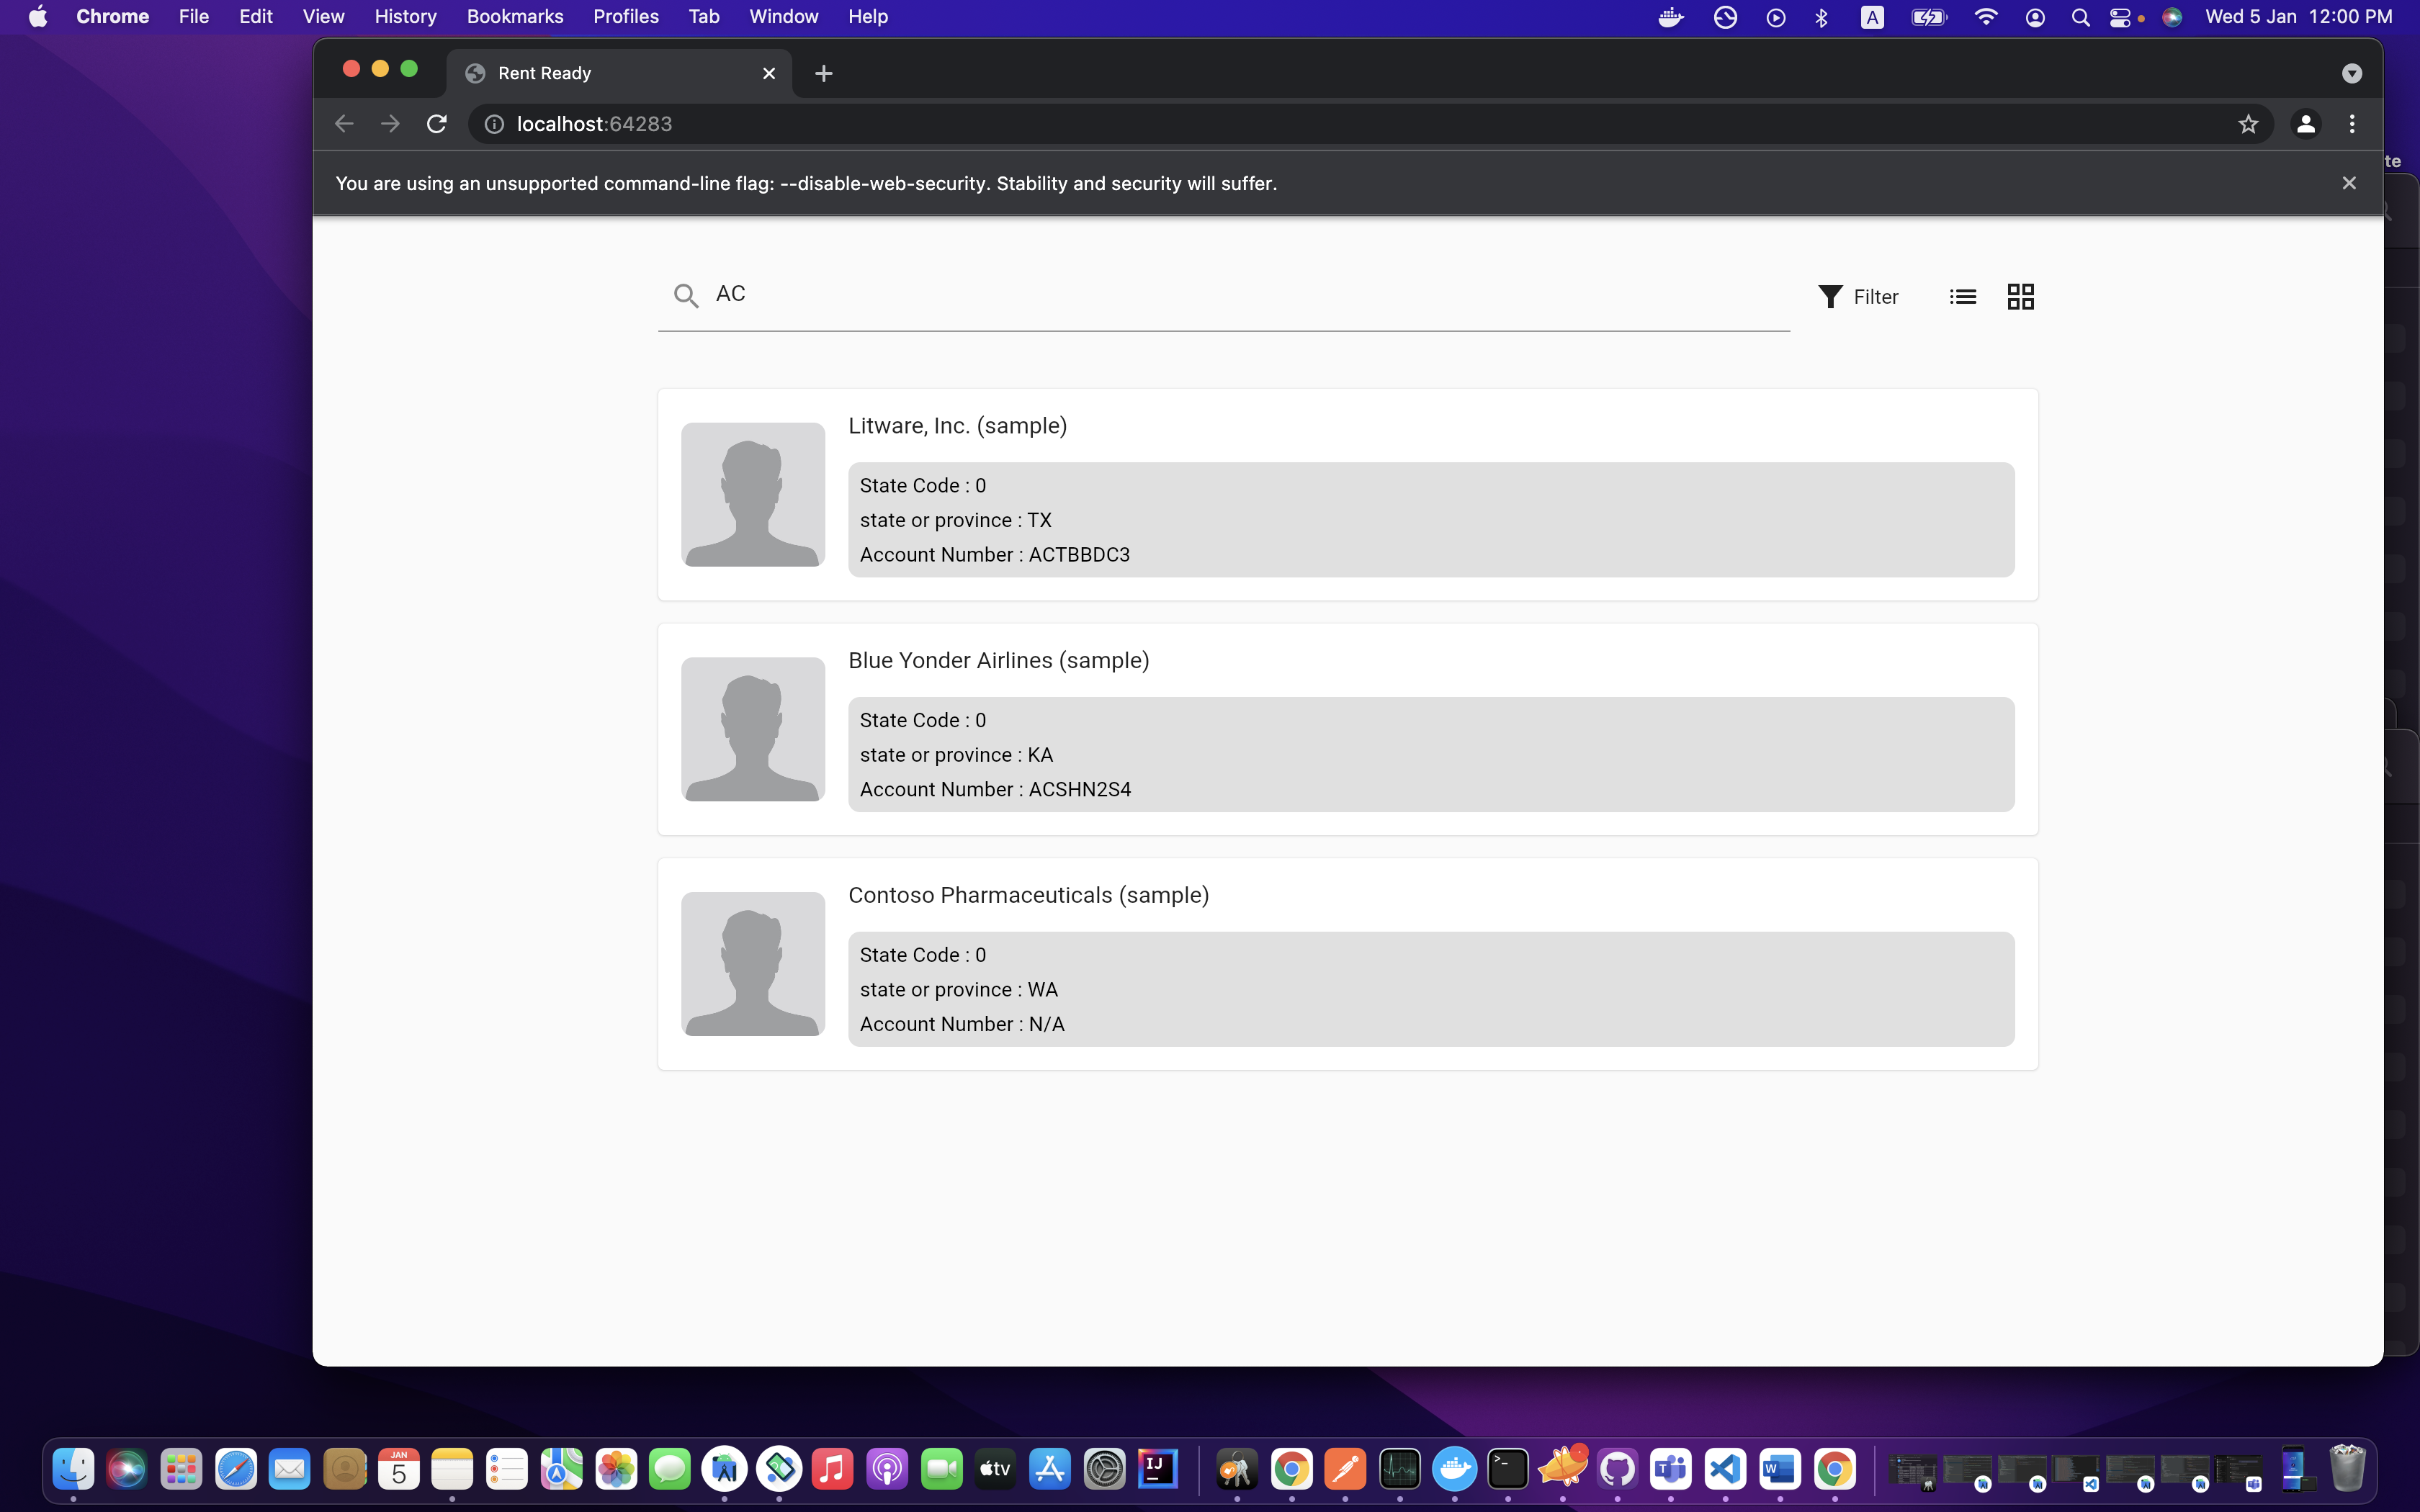 Chrome File Edit View History Bookmarks Profiles Tab Window Help A Wed 5 Jan 12:00 PM
Rent Ready
localhost:64283
te
You are using an unsupported command-line flag: --disable-web-security. Stability and security will suffer.
AC
Filter
Litware, Inc. (sample)
State Code : 0
state or province : TX
Account Number : ACTBBDC3
Blue Yonder Airlines (sample)
State Code : 0
state or province : KA
Account Number : ACSHN2S4
Contoso Pharmaceuticals (sample)
State Code : 0
state or province : WA
Account Number : N/A
JAN
5
tv
IJ